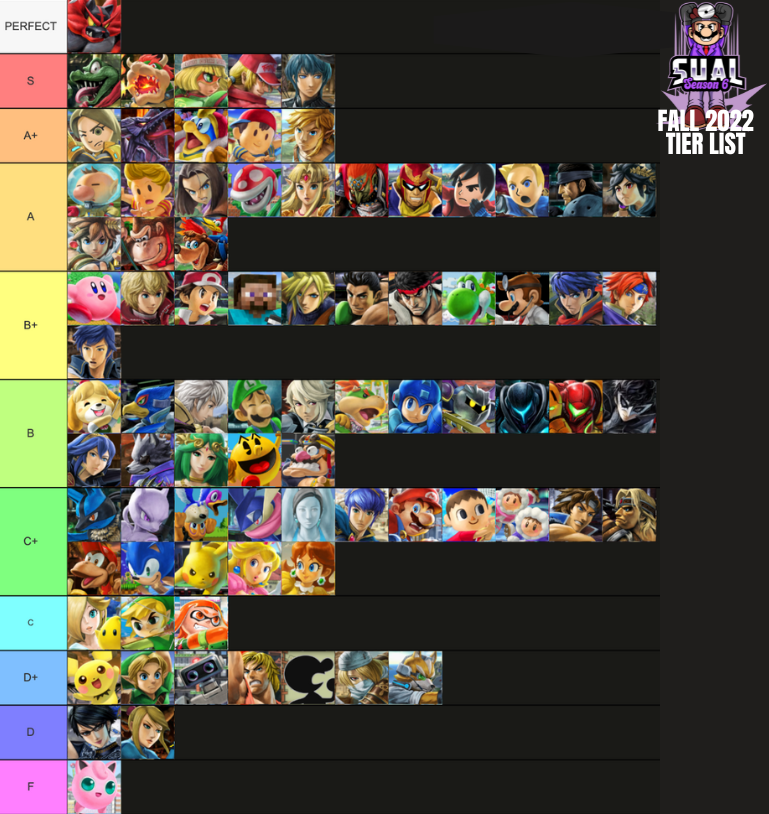 PERFECT
SUAL
Season 6
FALL 2022
TIER LIST
S
A+
A
B+
B
C+
C
D+
D
F